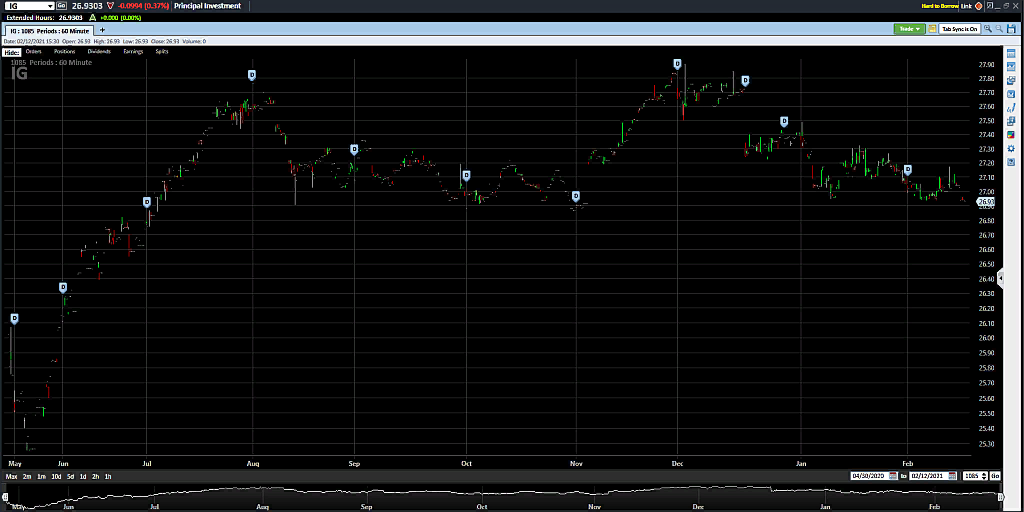 IG Go 26.9303 -0.0994 (0.37%) Principal Investment Hard to Borrow Link
Extended Hours: 26.9303 +0.000 (0.00%)
IG : 1085 Periods : 60 Minute + Trade Tab Sync is On
Date: 02/12/2021 15:30 Open: 26.93 High: 26.93 Low: 26.93 Close: 26.93 Volume: 0
Hide: Orders Positions Dividends Earnings Splits
1085 Periods : 60 Minute
IG
D
D
D
D
D
D
D
D
D
D
D
27.90
27.80
27.70
27.60
27.50
27.40
27.30
27.20
27.10
27.00
26.93
26.90
26.80
26.70
26.60
26.50
26.40
26.30
26.20
26.10
26.00
25.90
25.80
25.70
25.60
25.50
25.40
25.30
May Jun Jul Aug Sep Oct Nov Dec Jan Feb
Max 2m 1m 10d 5d 1d 2h 1h 04/30/2020 to 02/12/2021 1085 Go
May Jun Jul Aug Sep Oct Nov Dec Jan Feb